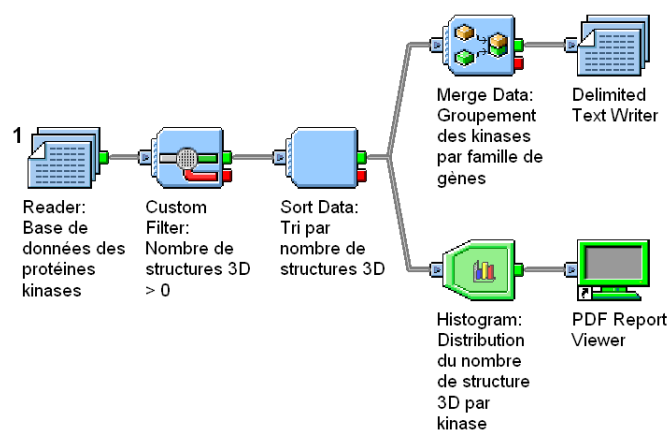 1
Reader:
Base de
données des
protéines
kinases
Custom
Filter:
Nombre de
structures 3D
> 0
Sort Data:
Tri par
nombre de
structures 3D
Merge Data:
Groupement
des kinases
par famille de
gènes
Delimited
Text Writer
Histogram:
Distribution
du nombre
de structure
3D par
kinase
PDF Report
Viewer